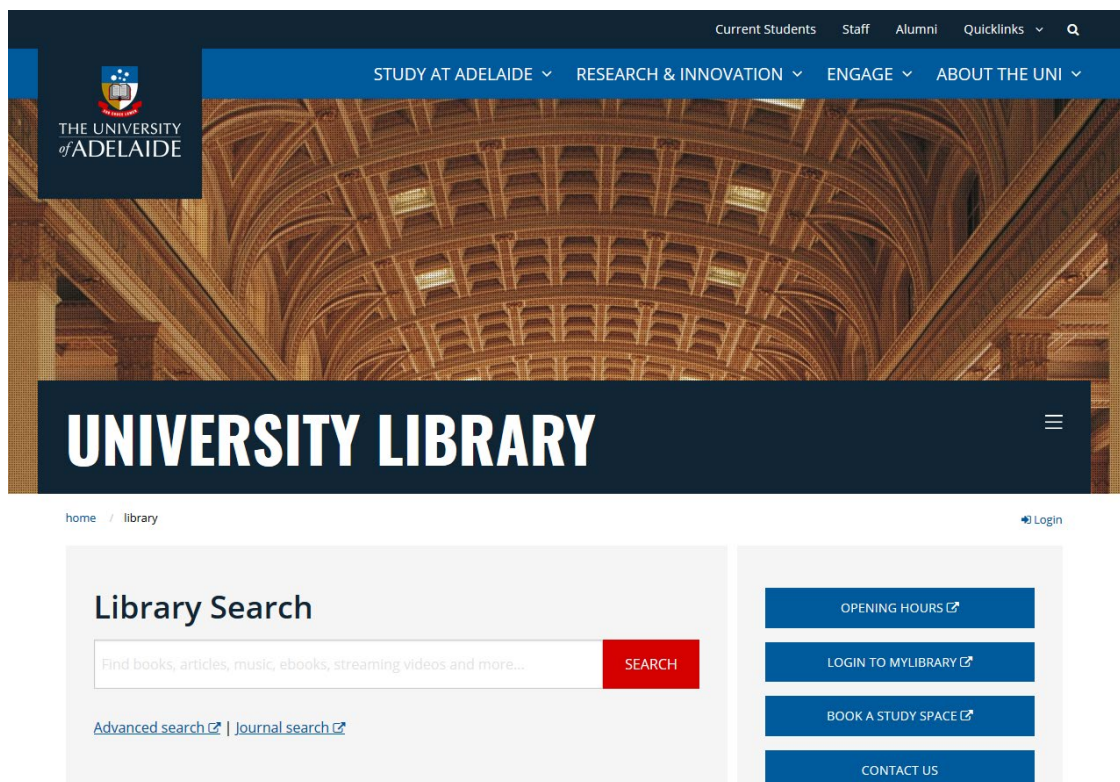 Current Students Staff Alumni Quicklinks
STUDY AT ADELAIDE RESEARCH & INNOVATION ENGAGE ABOUT THE UNI
THE UNIVERSITY
of ADELAIDE
UNIVERSITY LIBRARY
home / library
Login
Library Search
Find books, articles, music, ebooks, streaming videos and more...
SEARCH
Advanced search | Journal search
OPENING HOURS
LOGIN TO MYLIBRARY
BOOK A STUDY SPACE
CONTACT US